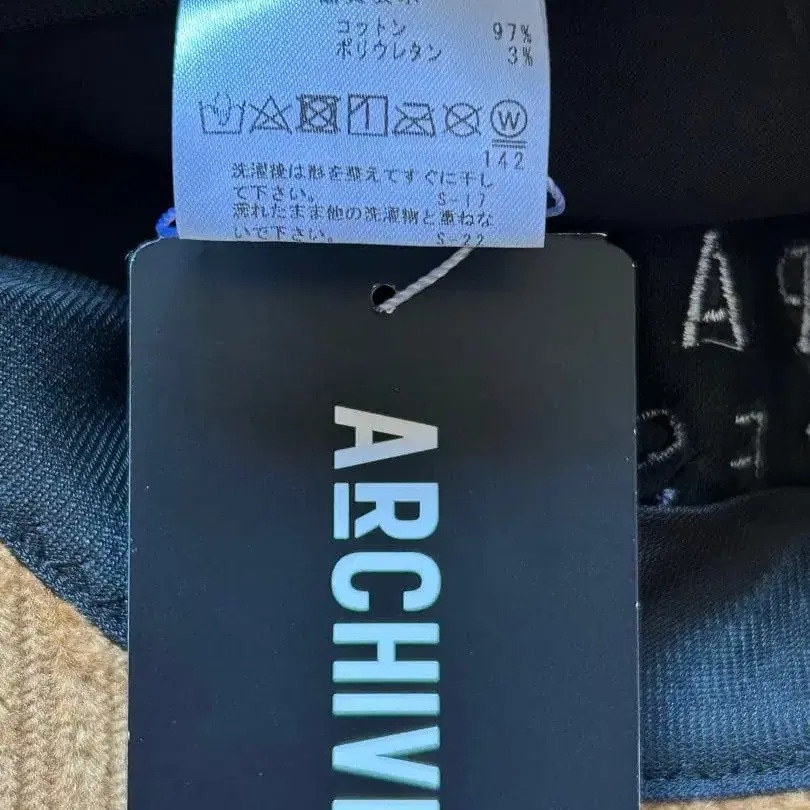 コットン 97%
ポリウレタン 3%
W
142
洗濯後は形を整えてすぐに干し
て下さい。 S-17
濡れたまま他の洗濯物と重ねな
いで下さい。 S-22
ARCHIV
PA